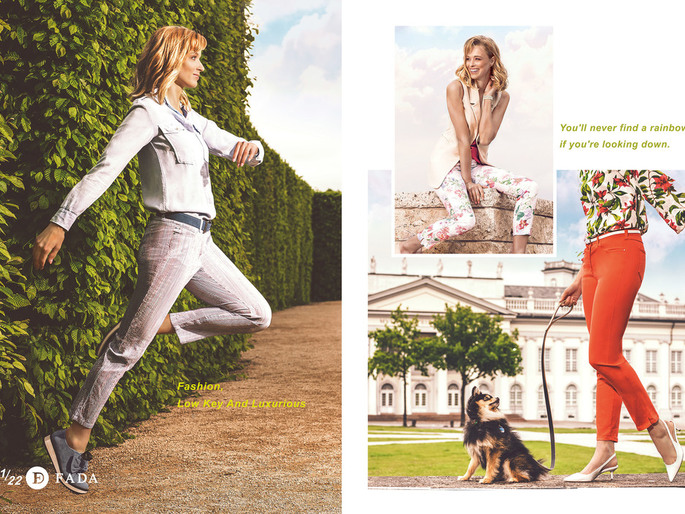 Fashion,
Low Key And Luxurious
1/22 FADA
You'll never find a rainbow
if you're looking down.